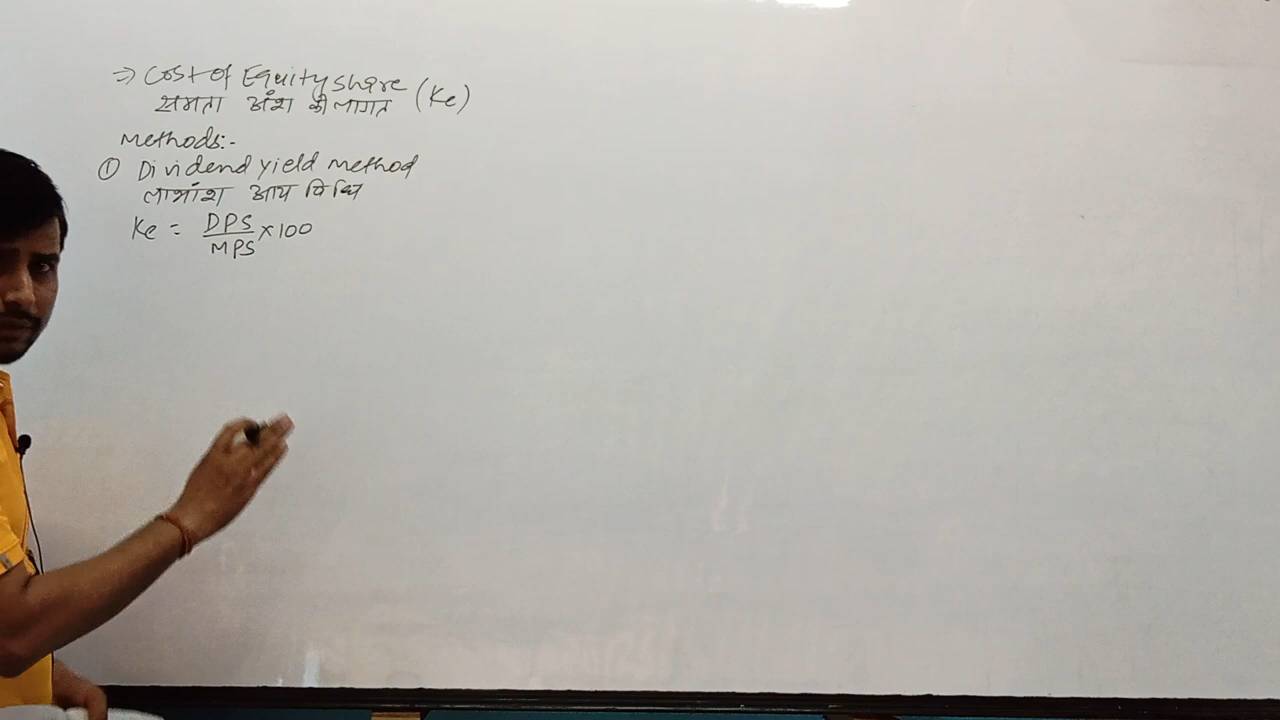 ⇒ Cost of Equity share (Ke)
समता अंश की लागत
Methods:-
① Dividend yield method
लाभांश आय विधि
Ke = DPS/MPS × 100